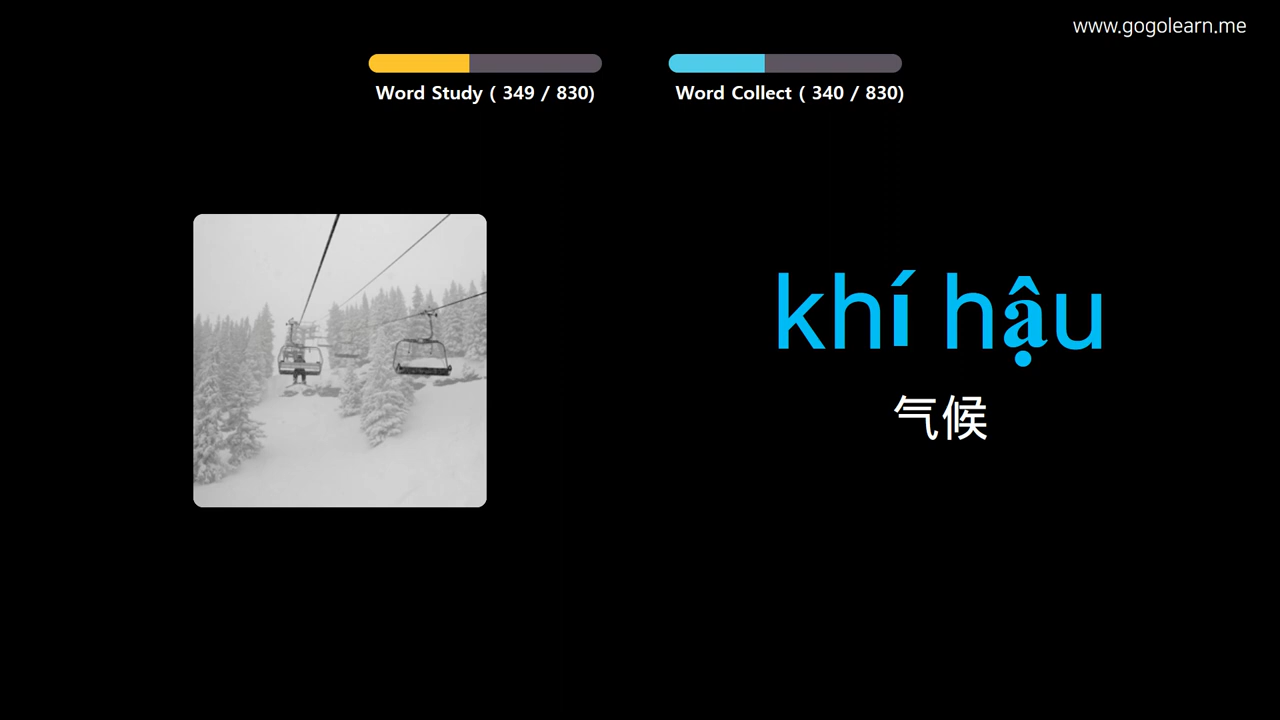 www.gogolearn.me
Word Study ( 349 / 830)
Word Collect ( 340 / 830)
khí hậu
气候